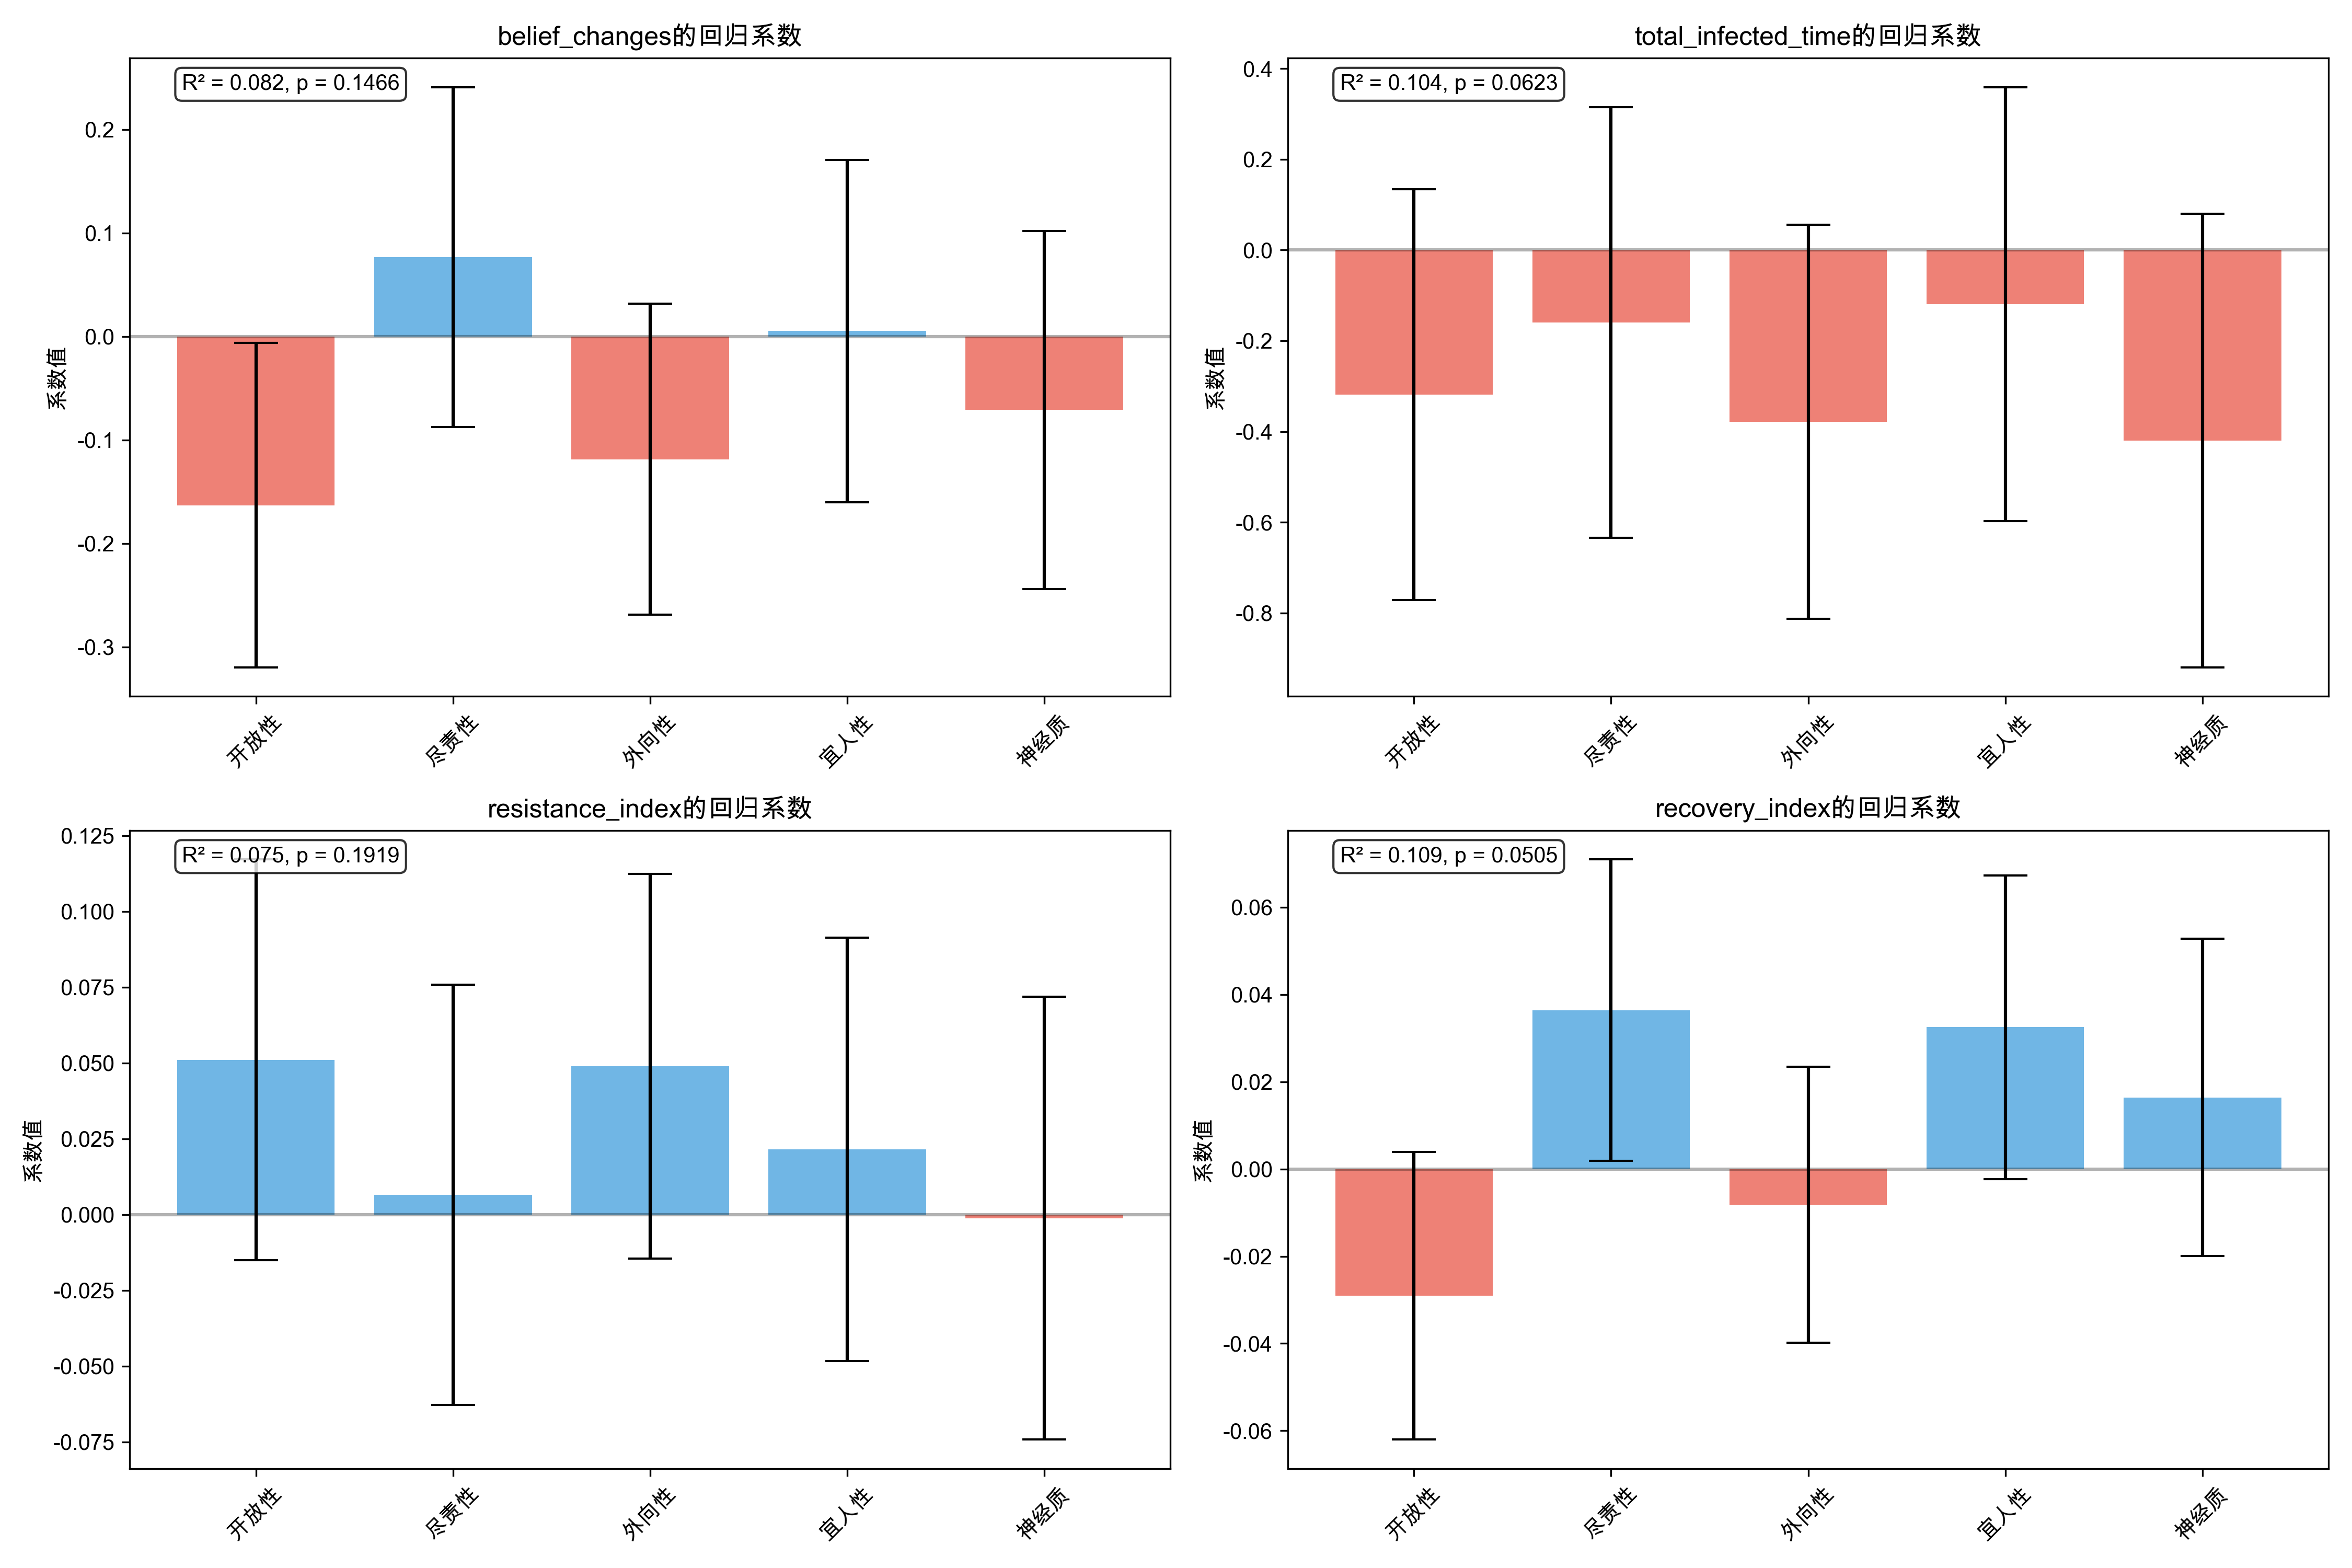 belief_changes的回归系数
R² = 0.082, p = 0.1466
系数值
0.2
0.1
0.0
-0.1
-0.2
-0.3
开放性
尽责性
外向性
宜人性
神经质
total_infected_time的回归系数
R² = 0.104, p = 0.0623
系数值
0.4
0.2
0.0
-0.2
-0.4
-0.6
-0.8
开放性
尽责性
外向性
宜人性
神经质
resistance_index的回归系数
R² = 0.075, p = 0.1919
系数值
0.125
0.100
0.075
0.050
0.025
0.000
-0.025
-0.050
-0.075
开放性
尽责性
外向性
宜人性
神经质
recovery_index的回归系数
R² = 0.109, p = 0.0505
系数值
0.06
0.04
0.02
0.00
-0.02
-0.04
-0.06
开放性
尽责性
外向性
宜人性
神经质